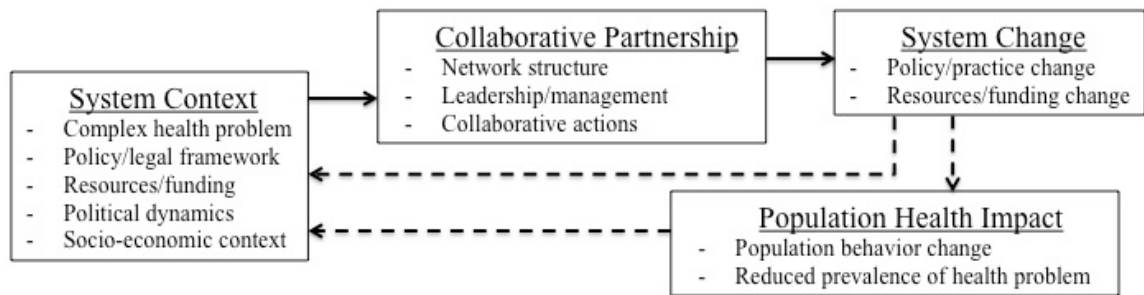 System Context
- Complex health problem
- Policy/legal framework
- Resources/funding
- Political dynamics
- Socio-economic context
Collaborative Partnership
- Network structure
- Leadership/management
- Collaborative actions
System Change
- Policy/practice change
- Resources/funding change
Population Health Impact
- Population behavior change
- Reduced prevalence of health problem